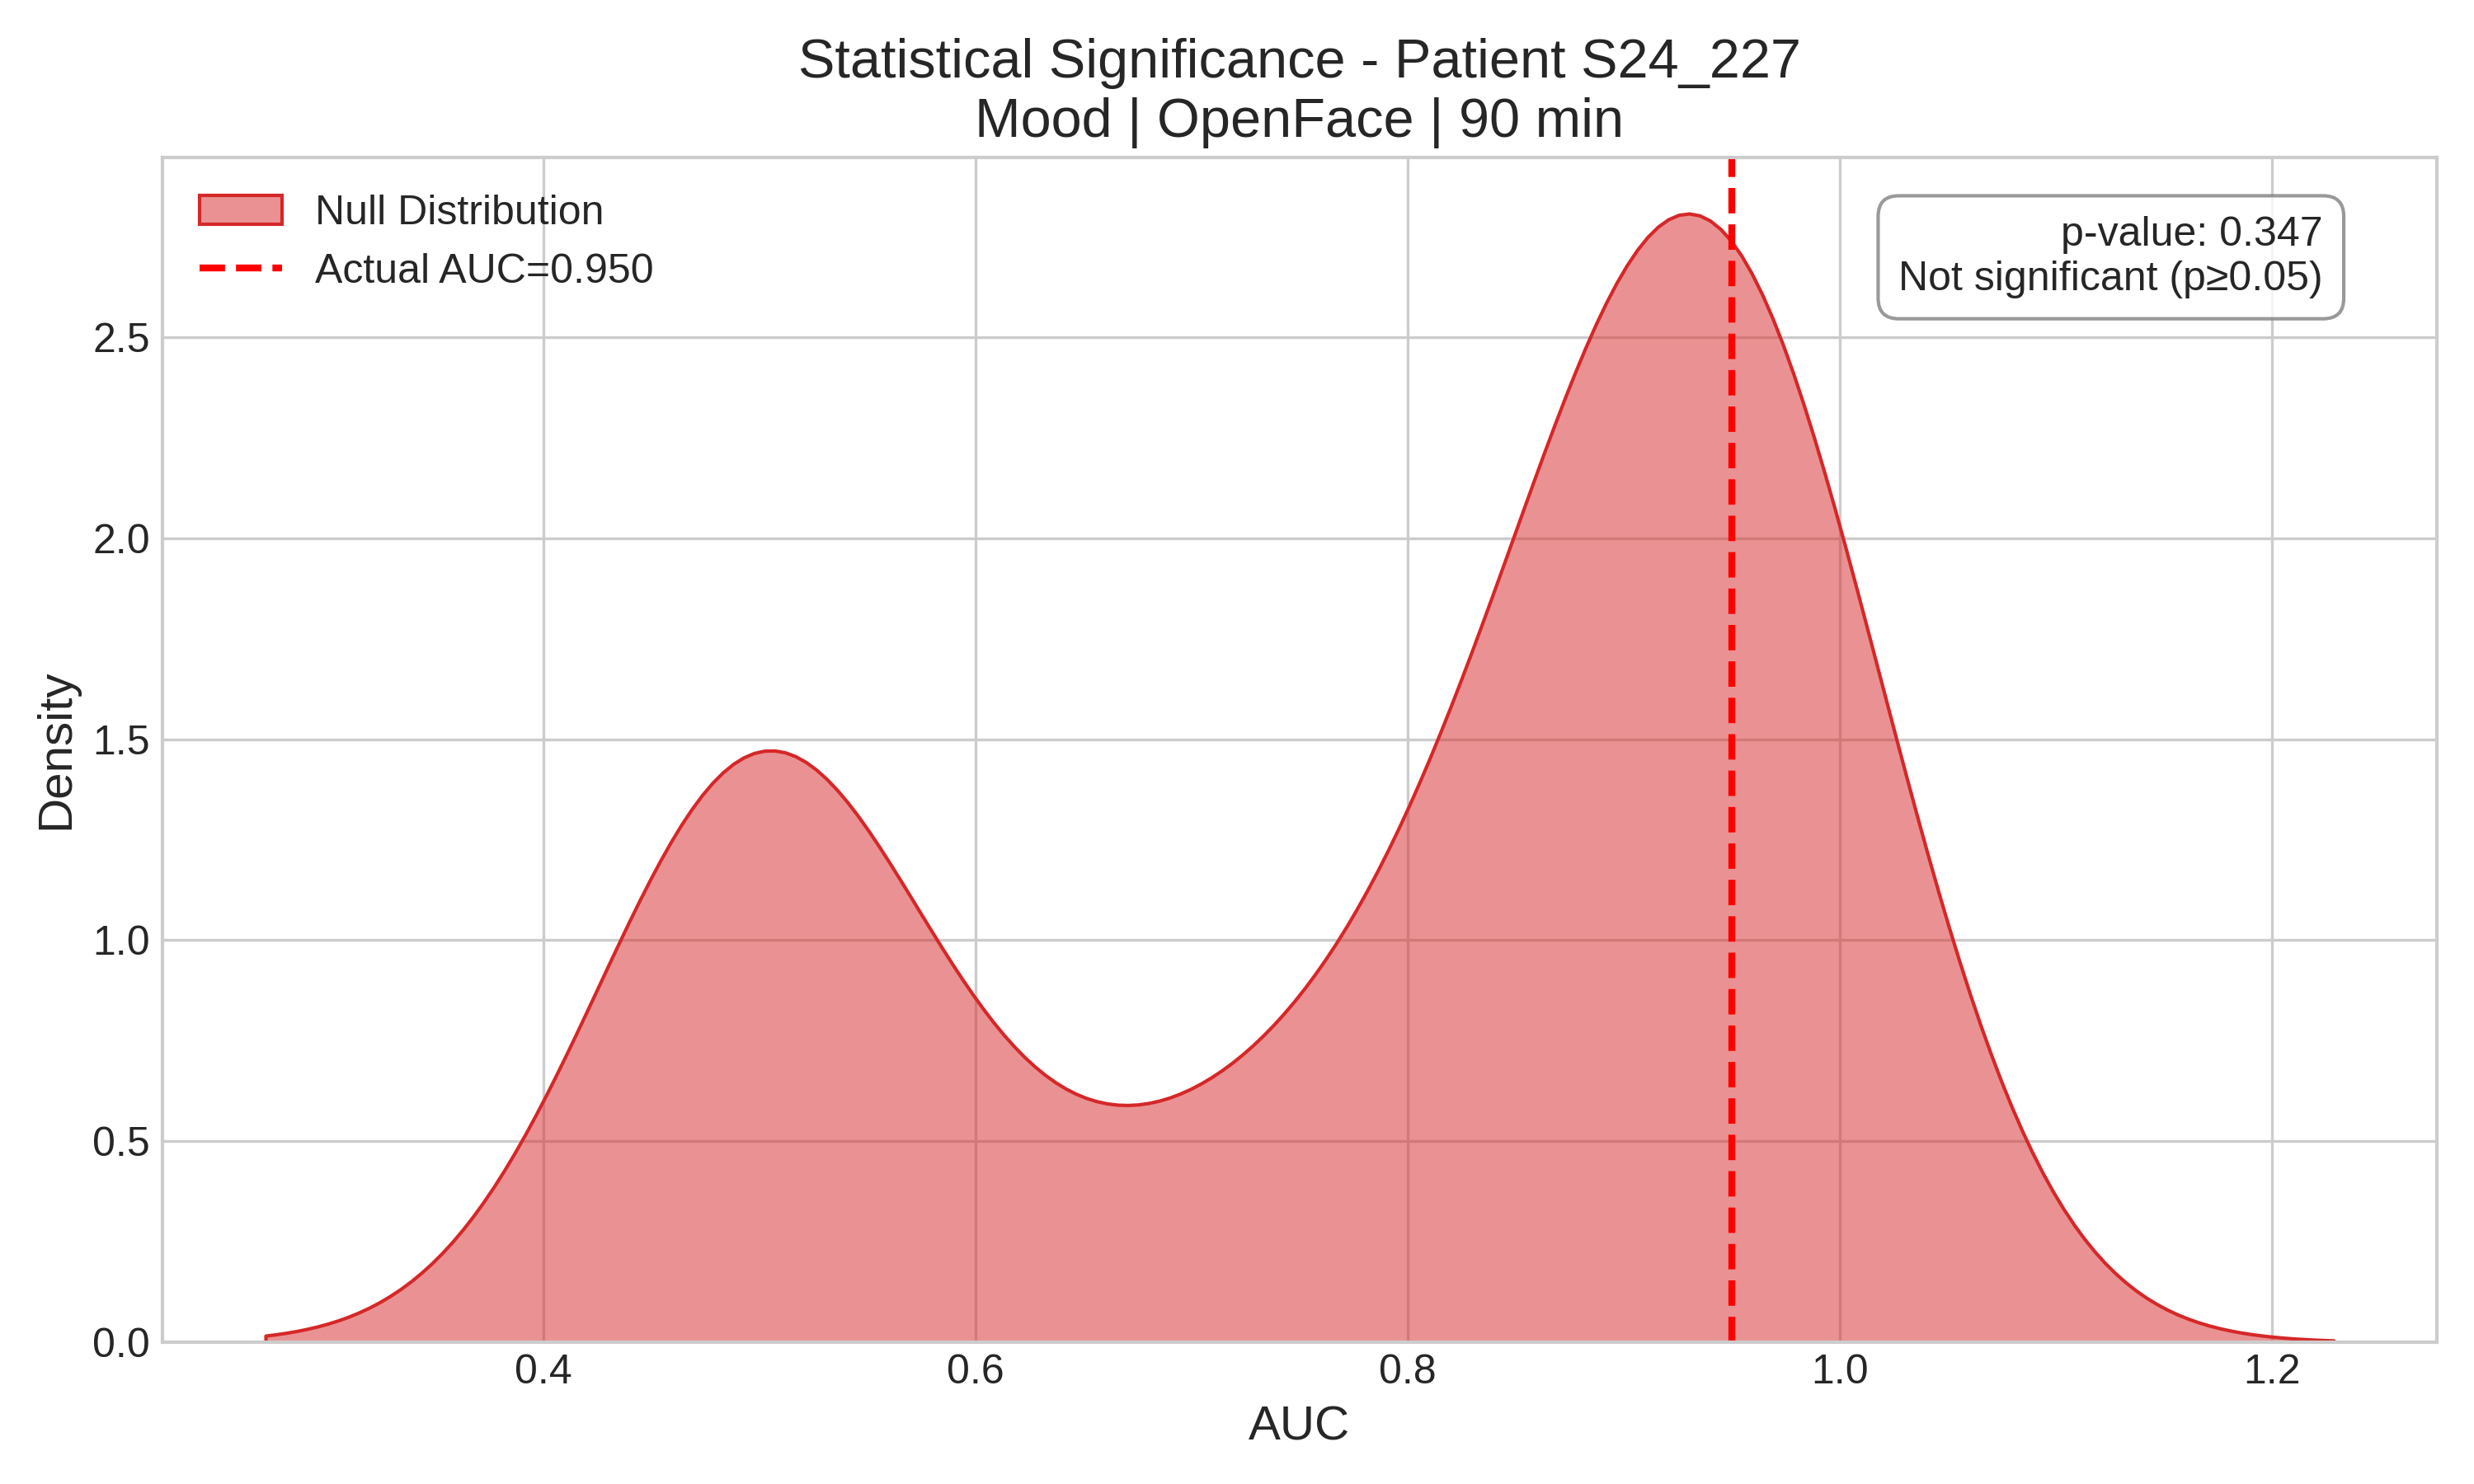 Statistical Significance - Patient S24_227
Mood | OpenFace | 90 min
Null Distribution
Actual AUC=0.950
p-value: 0.347
Not significant (p≥0.05)
Density
2.5
2.0
1.5
1.0
0.5
0.0
0.4
0.6
0.8
1.0
1.2
AUC